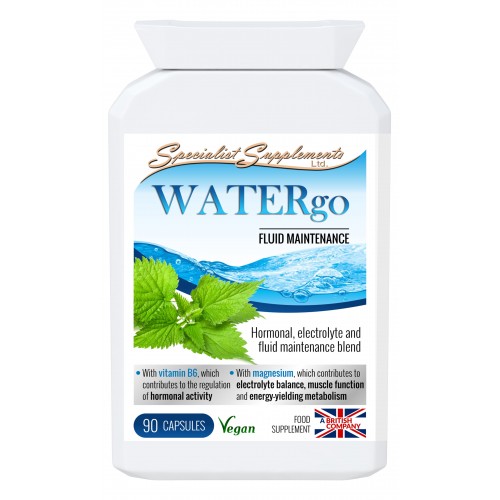 Specialist Supplements
Ltd.
WATERgo
FLUID MAINTENANCE
Hormonal, electrolyte and
fluid maintenance blend
• With vitamin B6, which
contributes to the regulation
of hormonal activity
• With magnesium, which contributes to
electrolyte balance, muscle function
and energy-yielding metabolism
90 CAPSULES
Vegan
FOOD
SUPPLEMENT
A
BRITISH
COMPANY